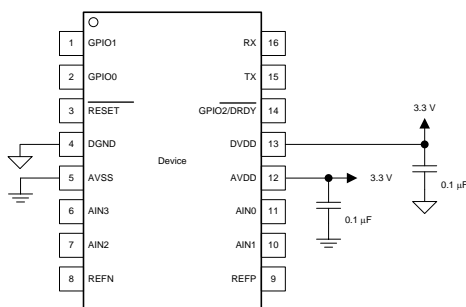 1 GPIO1 RX 16
2 GPIO0 TX 15
3 RESET GPIO2/DRDY 14
3.3 V
4 DGND DVDD 13
Device
5 AVSS AVDD 12 3.3 V
0.1 μF
6 AIN3 AIN0 11
0.1 μF
7 AIN2 AIN1 10
8 REFN REFP 9